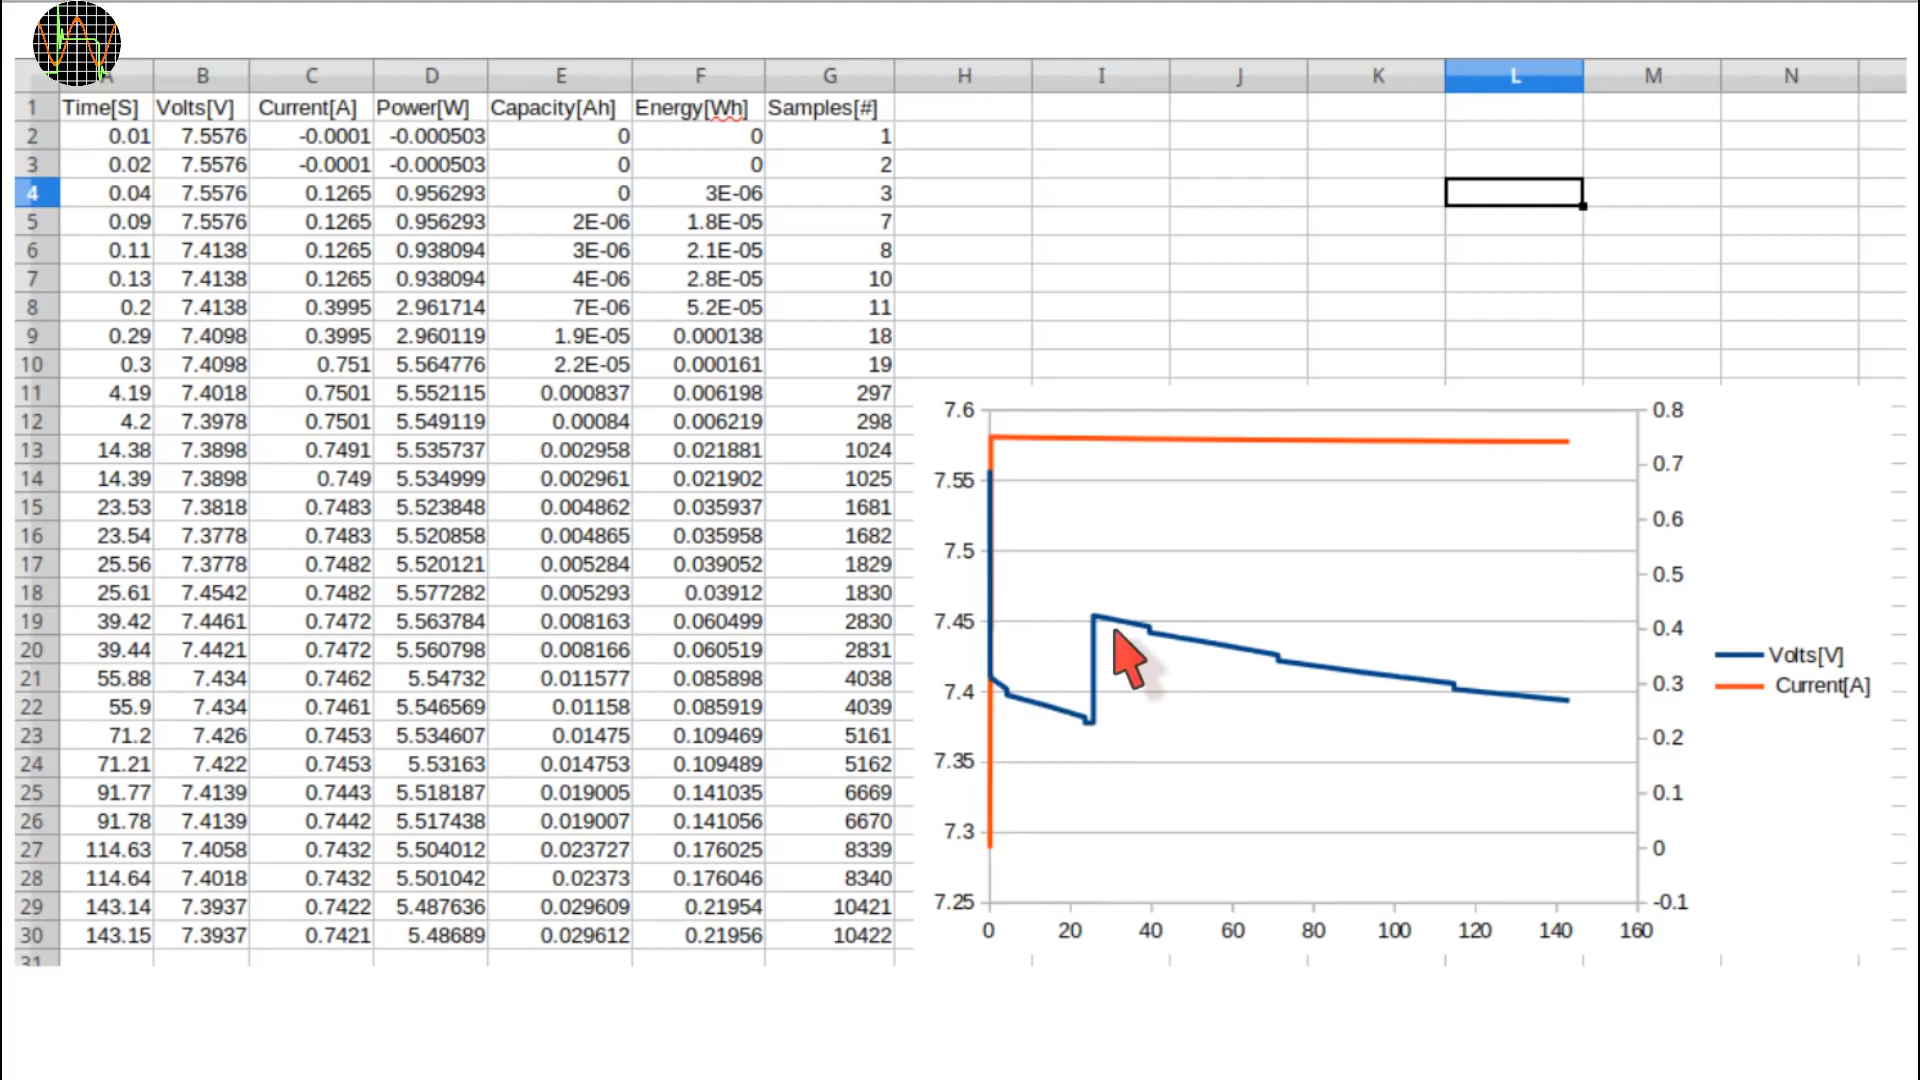 A B C D E F G H I J K L M N
1 Time[S] Volts[V] Current[A] Power[W] Capacity[Ah] Energy[Wh] Samples[#]
2 0.01 7.5576 -0.0001 -0.000503 0 0 1
3 0.02 7.5576 -0.0001 -0.000503 0 0 2
4 0.04 7.5576 0.1265 0.956293 0 3E-06 3
5 0.09 7.5576 0.1265 0.956293 2E-06 1.8E-05 7
6 0.11 7.4138 0.1265 0.938094 3E-06 2.1E-05 8
7 0.13 7.4138 0.1265 0.938094 4E-06 2.8E-05 10
8 0.2 7.4138 0.3995 2.961714 7E-06 5.2E-05 11
9 0.29 7.4098 0.3995 2.960119 1.9E-05 0.000138 18
10 0.3 7.4098 0.751 5.564776 2.2E-05 0.000161 19
11 4.19 7.4018 0.7501 5.552115 0.000837 0.006198 297
12 4.2 7.3978 0.7501 5.549119 0.00084 0.006219 298
13 14.38 7.3898 0.7491 5.535737 0.002958 0.021881 1024
14 14.39 7.3898 0.749 5.534999 0.002961 0.021902 1025
15 23.53 7.3818 0.7483 5.523848 0.004862 0.035937 1681
16 23.54 7.3778 0.7483 5.520858 0.004865 0.035958 1682
17 25.56 7.3778 0.7482 5.520121 0.005284 0.039052 1829
18 25.61 7.4542 0.7482 5.577282 0.005293 0.03912 1830
19 39.42 7.4461 0.7472 5.563784 0.008163 0.060499 2830
20 39.44 7.4421 0.7472 5.560798 0.008166 0.060519 2831
21 55.88 7.434 0.7462 5.54732 0.011577 0.085898 4038
22 55.9 7.434 0.7461 5.546569 0.01158 0.085919 4039
23 71.2 7.426 0.7453 5.534607 0.01475 0.109469 5161
24 71.21 7.422 0.7453 5.53163 0.014753 0.109489 5162
25 91.77 7.4139 0.7443 5.518187 0.019005 0.141035 6669
26 91.78 7.4139 0.7442 5.517438 0.019007 0.141056 6670
27 114.63 7.4058 0.7432 5.504012 0.023727 0.176025 8339
28 114.64 7.4018 0.7432 5.501042 0.02373 0.176046 8340
29 143.14 7.3937 0.7422 5.487636 0.029609 0.21954 10421
30 143.15 7.3937 0.7421 5.48689 0.029612 0.21956 10422
31
7.6 0.8
7.55 0.7
0.6
7.5 0.5
7.45 0.4
Volts[V]
Current[A]
7.4 0.3
7.35 0.2
0.1
7.3 0
7.25 -0.1
0 20 40 60 80 100 120 140 160